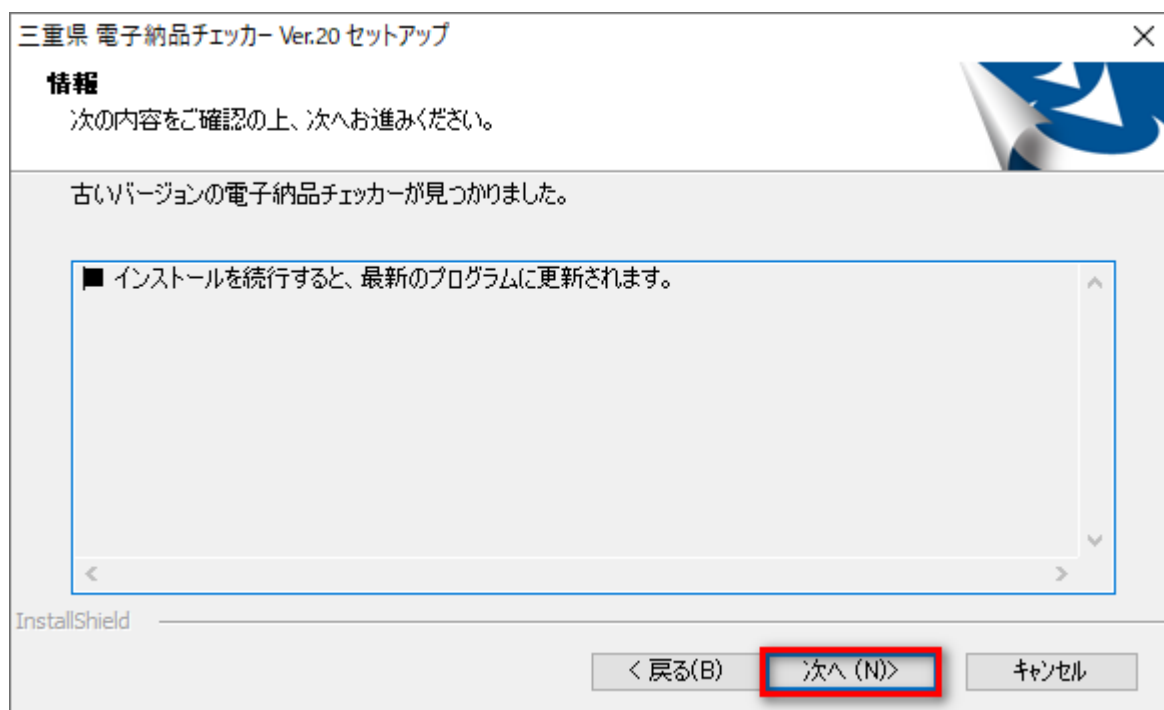 三重県 電子納品チェッカー Ver.20 セットアップ
情報
次の内容をご確認の上、次へお進みください。
古いバージョンの電子納品チェッカーが見つかりました。
■ インストールを続行すると、最新のプログラムに更新されます。
InstallShield
< 戻る(B)
次へ (N)>
キャンセル